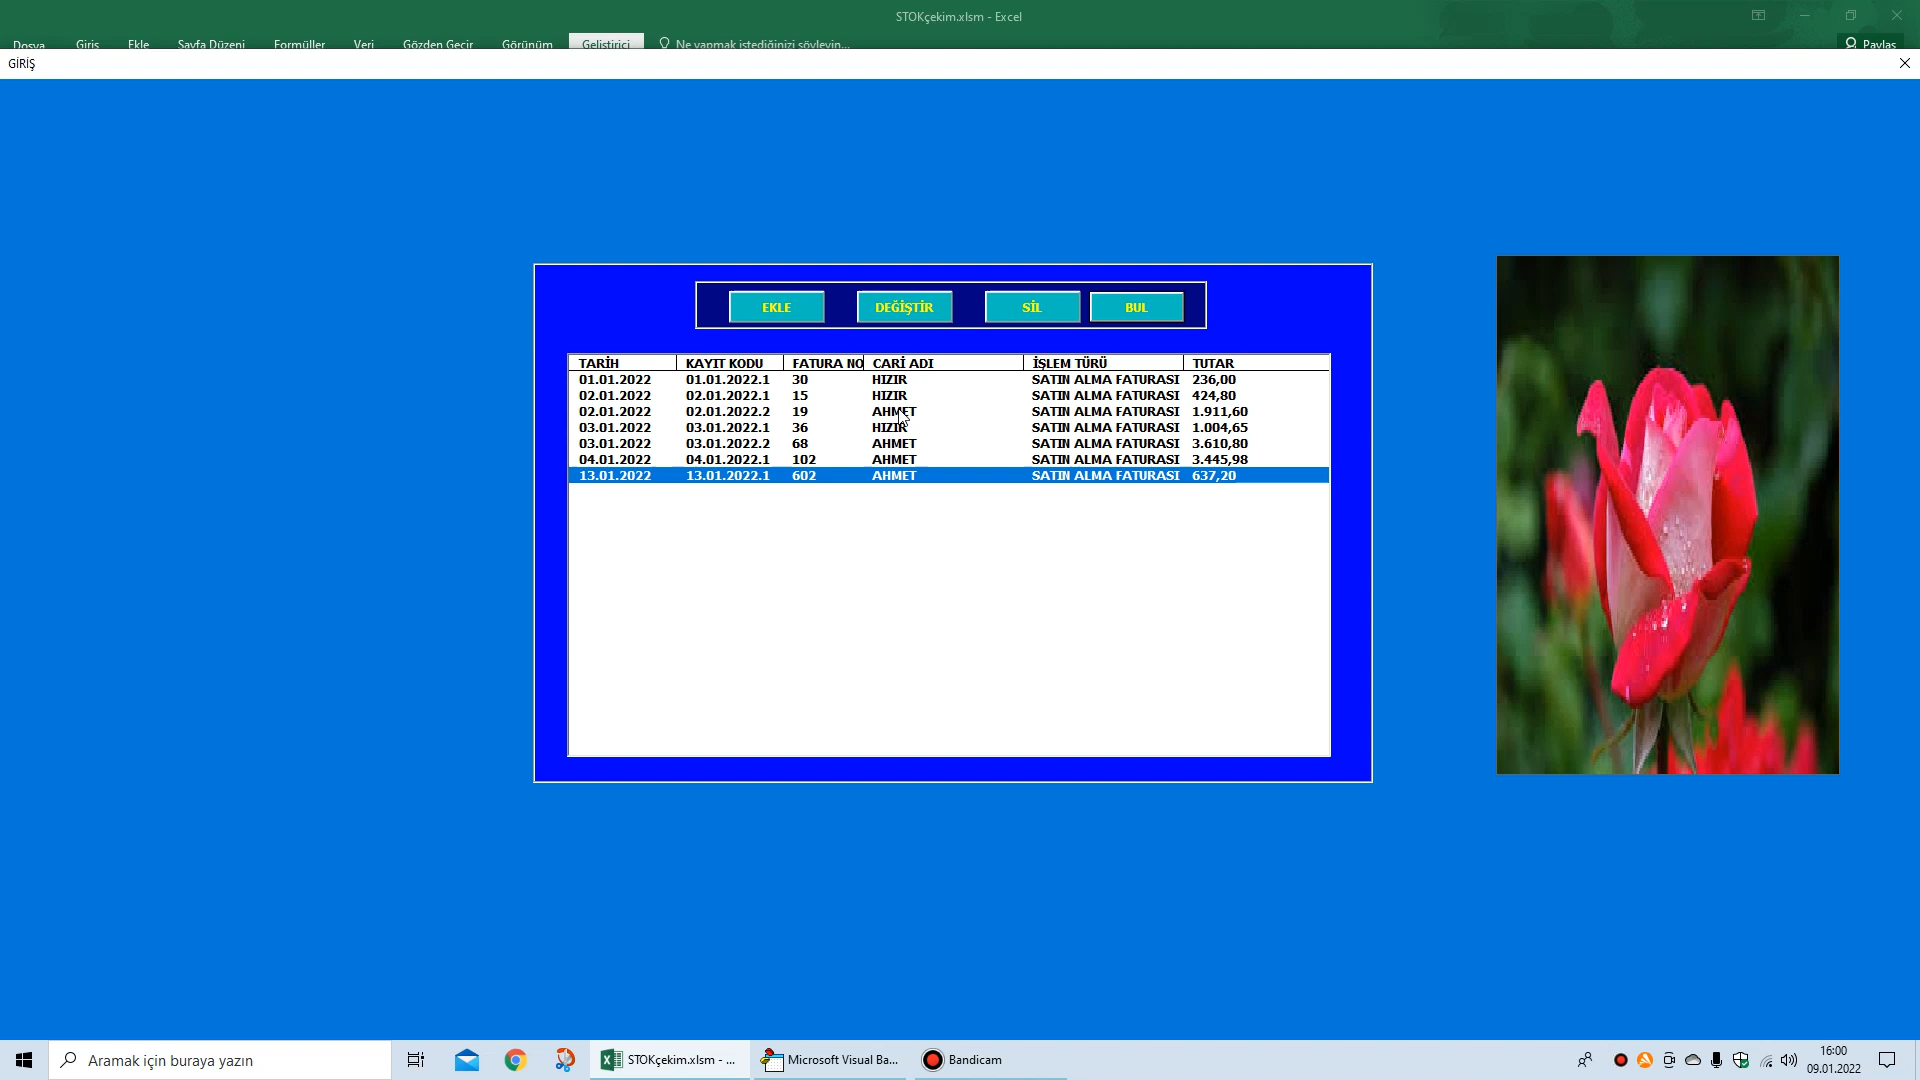 STOKçekim.xlsm - Excel
Dosya Giriş Ekle Sayfa Düzeni Formüller Veri Gözden Geçir Görünüm Geliştirici Ne yapmak istediğinizi söyleyin... Paylaş
GİRİŞ
EKLE DEĞİŞTİR SİL BUL
TARİH KAYIT KODU FATURA NO CARİ ADI İŞLEM TÜRÜ TUTAR
01.01.2022 01.01.2022.1 30 HIZIR SATIN ALMA FATURASI 236,00
02.01.2022 02.01.2022.1 15 HIZIR SATIN ALMA FATURASI 424,80
02.01.2022 02.01.2022.2 19 AHMET SATIN ALMA FATURASI 1.911,60
03.01.2022 03.01.2022.1 36 HIZIR SATIN ALMA FATURASI 1.004,65
03.01.2022 03.01.2022.2 68 AHMET SATIN ALMA FATURASI 3.610,80
04.01.2022 04.01.2022.1 102 AHMET SATIN ALMA FATURASI 3.445,98
13.01.2022 13.01.2022.1 602 AHMET SATIN ALMA FATURASI 637,20
Aramak için buraya yazın STOKçekim.xlsm - ... Microsoft Visual Ba... Bandicam
16:00
09.01.2022